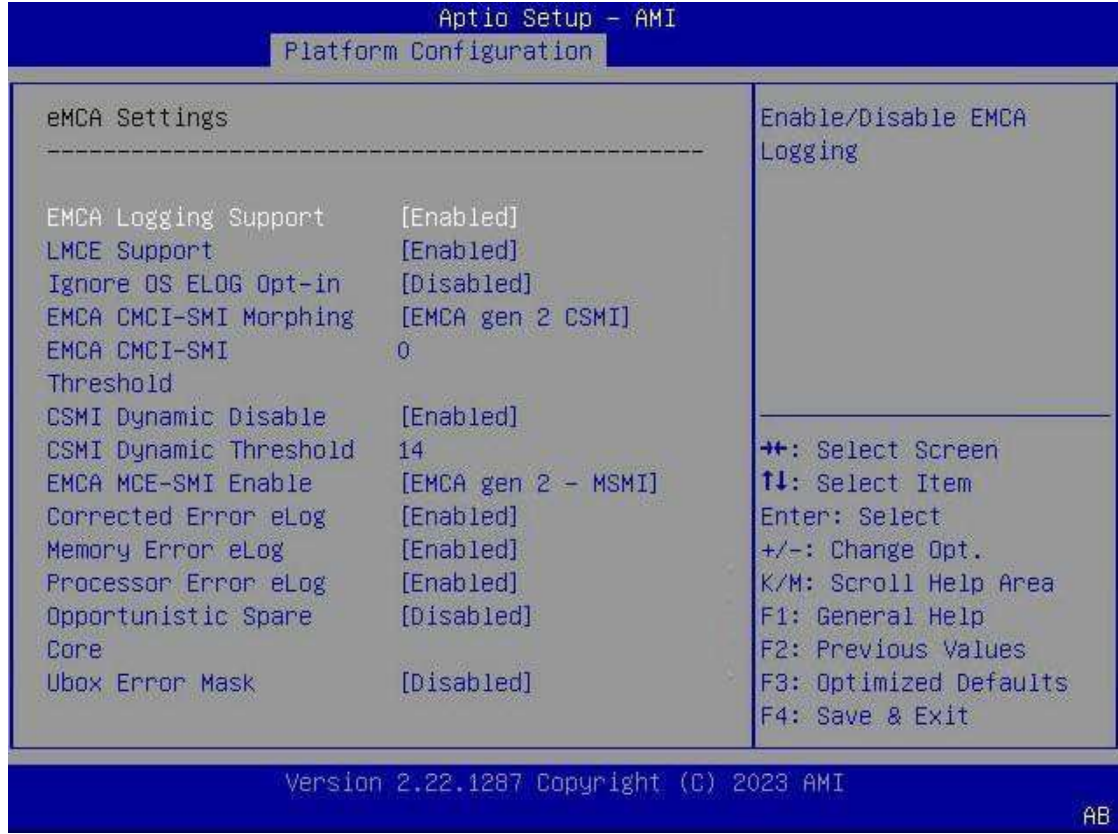 Aptio Setup – AMI
Platform Configuration
eMCA Settings
Enable/Disable EMCA
Logging
EMCA Logging Support [Enabled]
LMCE Support [Enabled]
Ignore OS ELOG Opt-in [Disabled]
EMCA CMCI-SMI Morphing [EMCA gen 2 CSMI]
EMCA CMCI-SMI 0
Threshold
CSMI Dynamic Disable [Enabled]
CSMI Dynamic Threshold 14
EMCA MCE-SMI Enable [EMCA gen 2 - MSMI]
Corrected Error eLog [Enabled]
Memory Error eLog [Enabled]
Processor Error eLog [Enabled]
Opportunistic Spare [Disabled]
Core
Ubox Error Mask [Disabled]
→←: Select Screen
↑↓: Select Item
Enter: Select
+/-: Change Opt.
K/M: Scroll Help Area
F1: General Help
F2: Previous Values
F3: Optimized Defaults
F4: Save & Exit
Version 2.22.1287 Copyright (C) 2023 AMI
AB